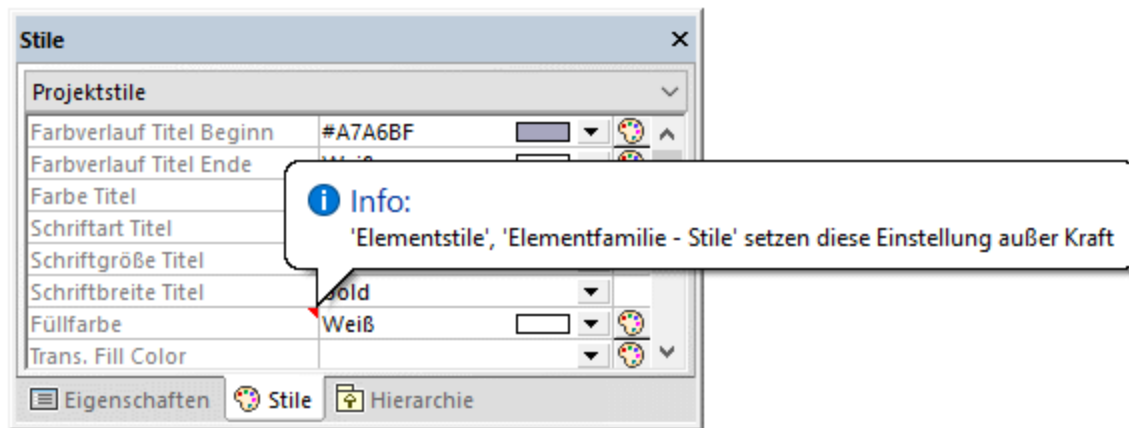 Stile
Projektstile
Farbverlauf Titel Beginn #A7A6BF
Farbverlauf Titel Ende Weiß
Farbe Titel
Info:
'Elementstile', 'Elementfamilie - Stile' setzen diese Einstellung außer Kraft
Schriftart Titel
Schriftgröße Titel
Schriftbreite Titel
Füllfarbe Weiß
Trans. Fill Color
Eigenschaften Stile Hierarchie